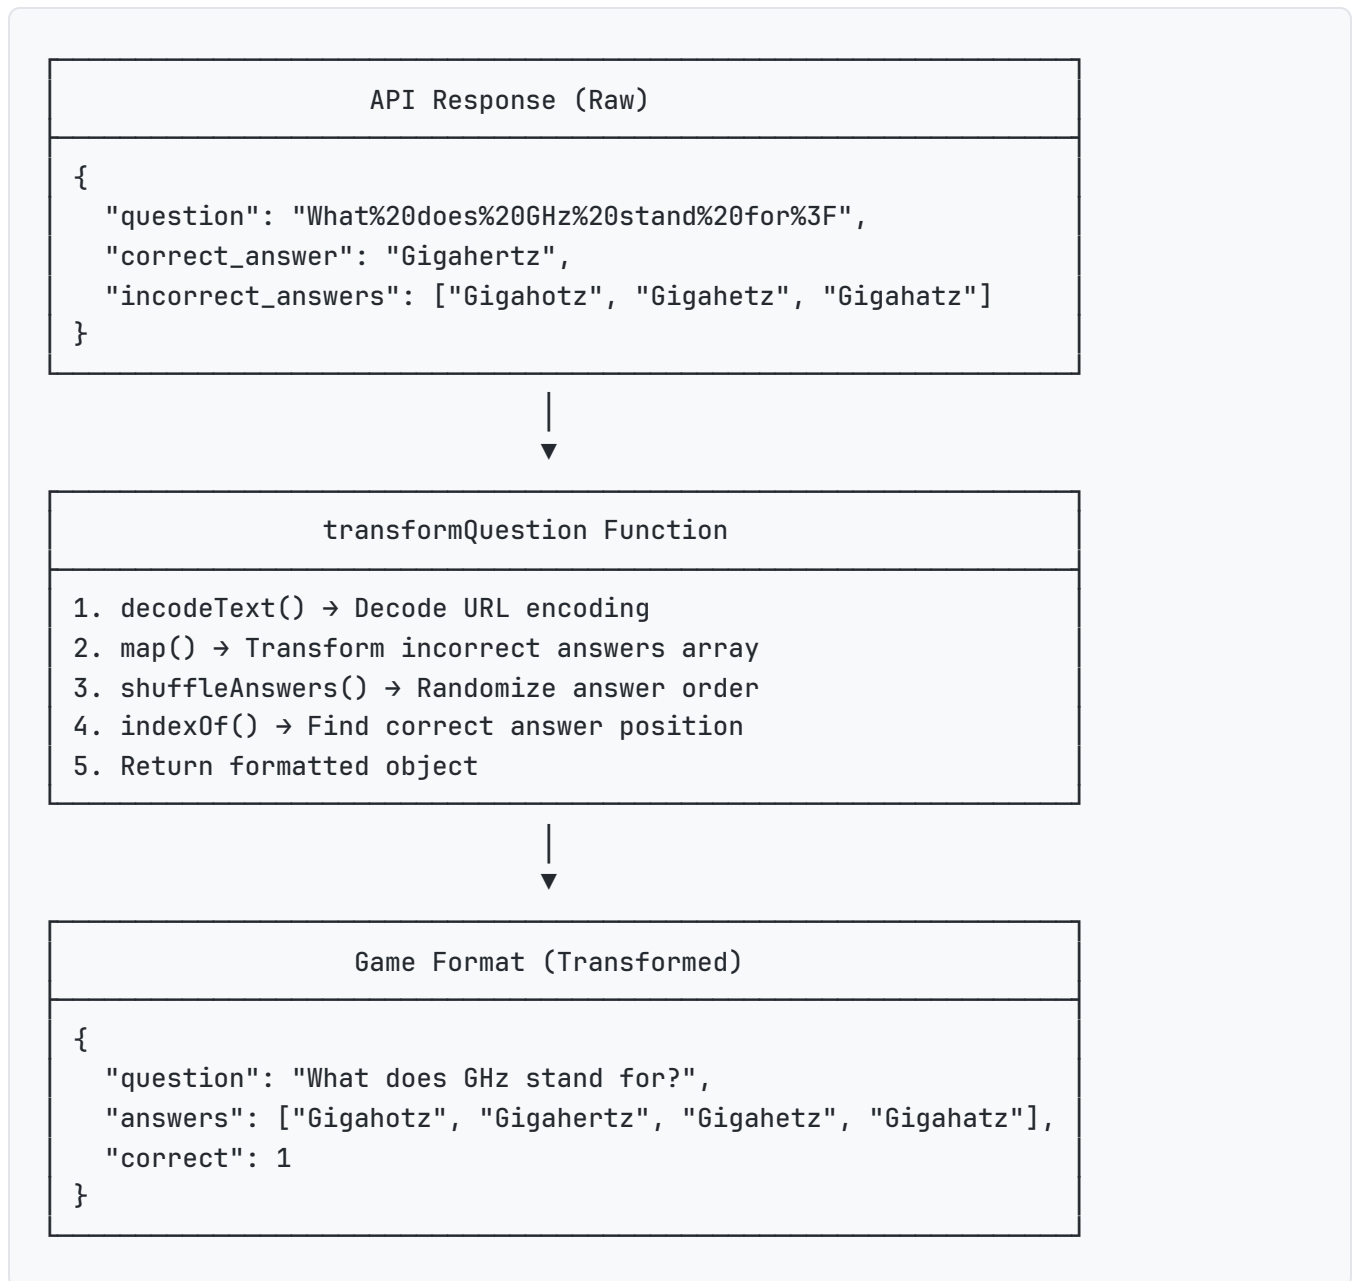 API Response (Raw)
{
"question": "What%20does%20GHz%20stand%20for%3F",
"correct_answer": "Gigahertz",
"incorrect_answers": ["Gigahotz", "Gigahetz", "Gigahatz"]
}
▼
transformQuestion Function
1. decodeText() → Decode URL encoding
2. map() → Transform incorrect answers array
3. shuffleAnswers() → Randomize answer order
4. indexOf() → Find correct answer position
5. Return formatted object
▼
Game Format (Transformed)
{
"question": "What does GHz stand for?",
"answers": ["Gigahotz", "Gigahertz", "Gigahetz", "Gigahatz"],
"correct": 1
}